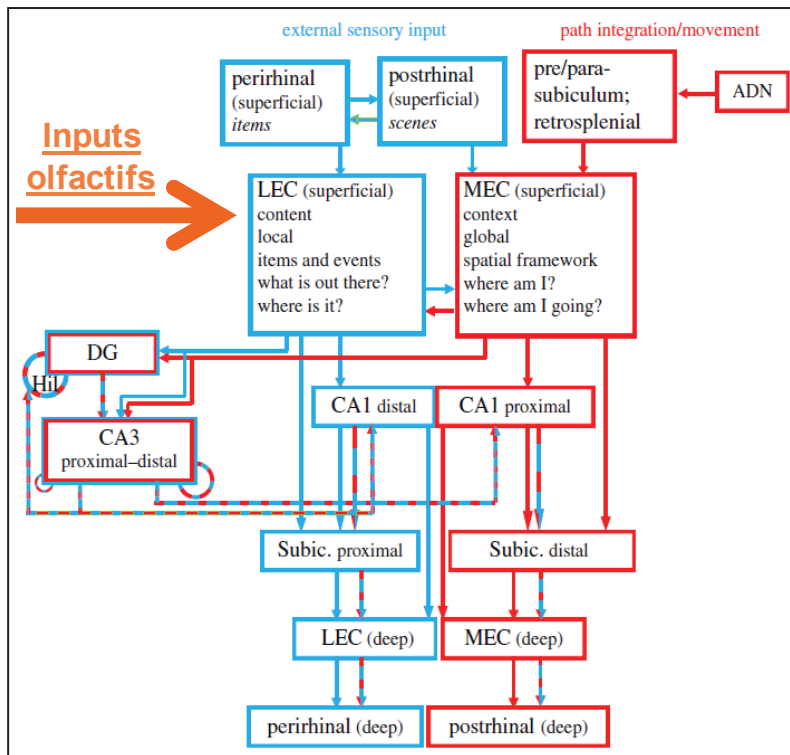 external sensory input
path integration/movement
perirhinal
(superficial)
items
postrhinal
(superficial)
scenes
pre/para-
subiculum;
retrosplenial
ADN
Inputs
olfactifs
LEC (superficial)
content
local
items and events
what is out there?
where is it?
MEC (superficial)
context
global
spatial framework
where am I?
where am I going?
DG
Hil
CA3
proximal–distal
CA1 distal
CA1 proximal
Subic. proximal
Subic. distal
LEC (deep)
MEC (deep)
perirhinal (deep)
postrhinal (deep)